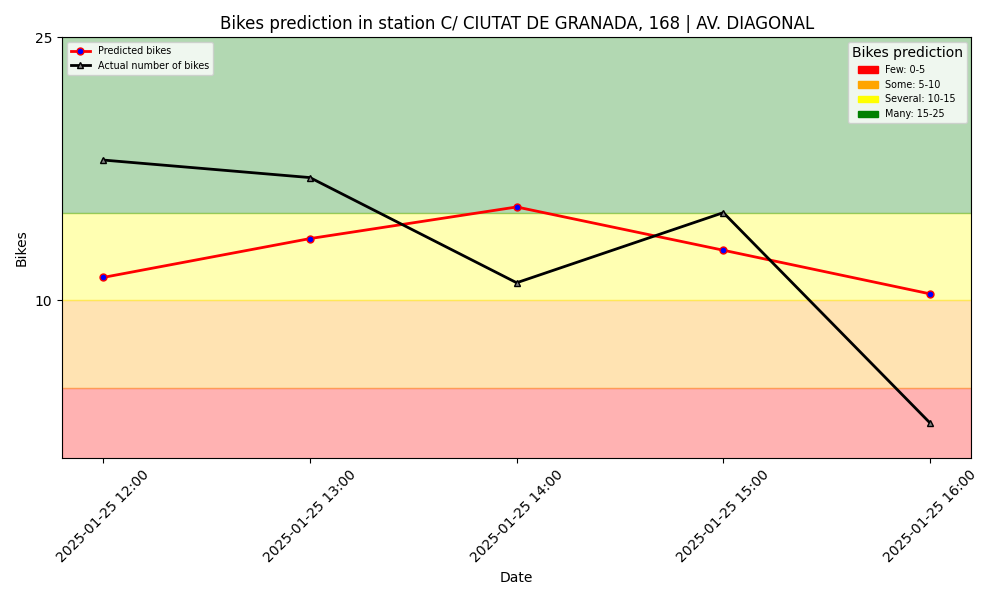 Bikes prediction in station C/ CIUTAT DE GRANADA, 168 | AV. DIAGONAL
25
Predicted bikes
Actual number of bikes
Bikes prediction
Few: 0-5
Some: 5-10
Several: 10-15
Many: 15-25
Bikes
10
2025-01-25 12:00
2025-01-25 13:00
2025-01-25 14:00
2025-01-25 15:00
2025-01-25 16:00
Date